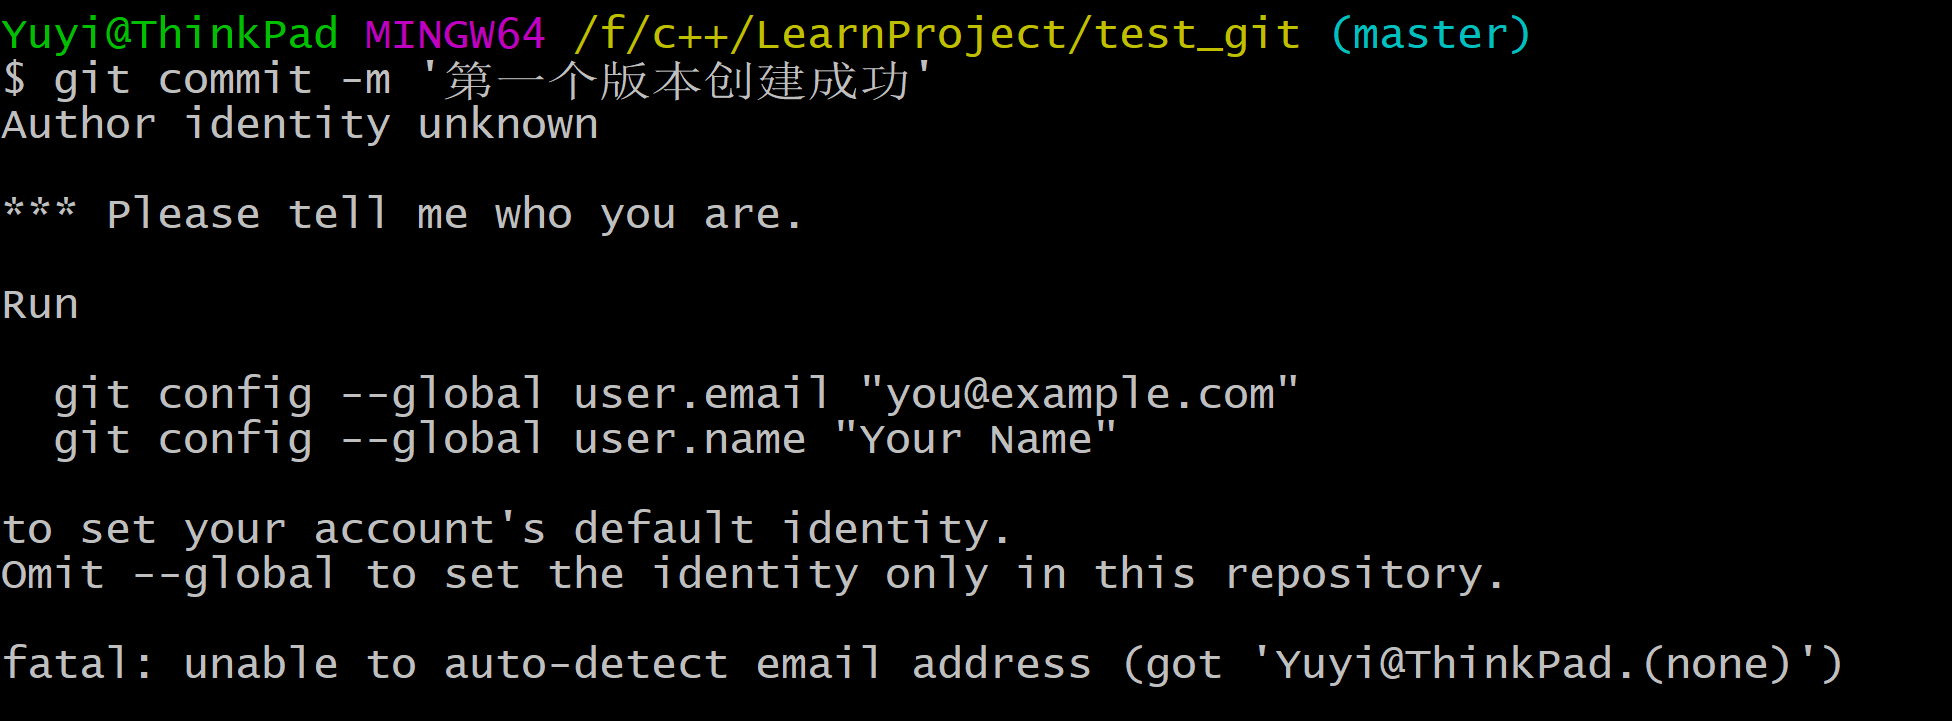 Yuyi@ThinkPad MINGW64 /f/c++/LearnProject/test_git (master)
$ git commit -m '第一个版本创建成功'
Author identity unknown

*** Please tell me who you are.

Run

  git config --global user.email "you@example.com"
  git config --global user.name "Your Name"

to set your account's default identity.
Omit --global to set the identity only in this repository.

fatal: unable to auto-detect email address (got 'Yuyi@ThinkPad.(none)')